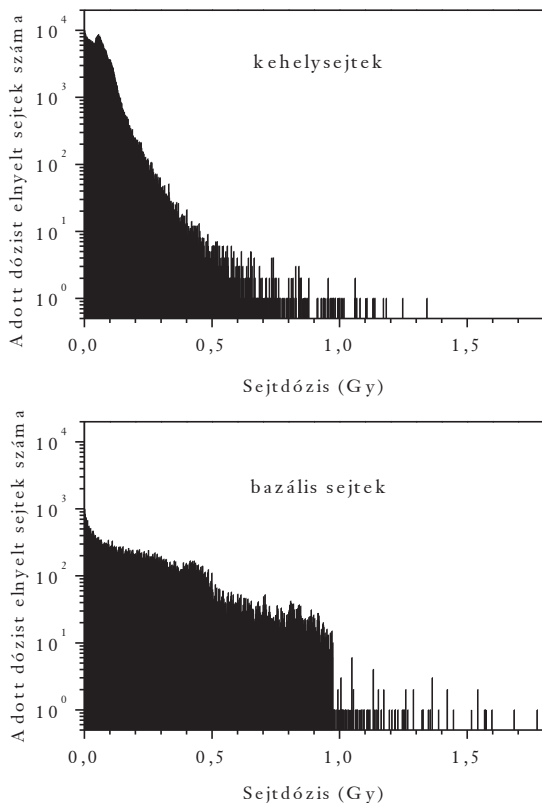 Adott dózist elnyelt sejtek száma
10⁴
10³
10²
10¹
10⁰
kehelysejtek
0,0 0,5 1,0 1,5
Sejtdózis (Gy)
Adott dózist elnyelt sejtek száma
10⁴
10³
10²
10¹
10⁰
bazális sejtek
0,0 0,5 1,0 1,5
Sejtdózis (Gy)